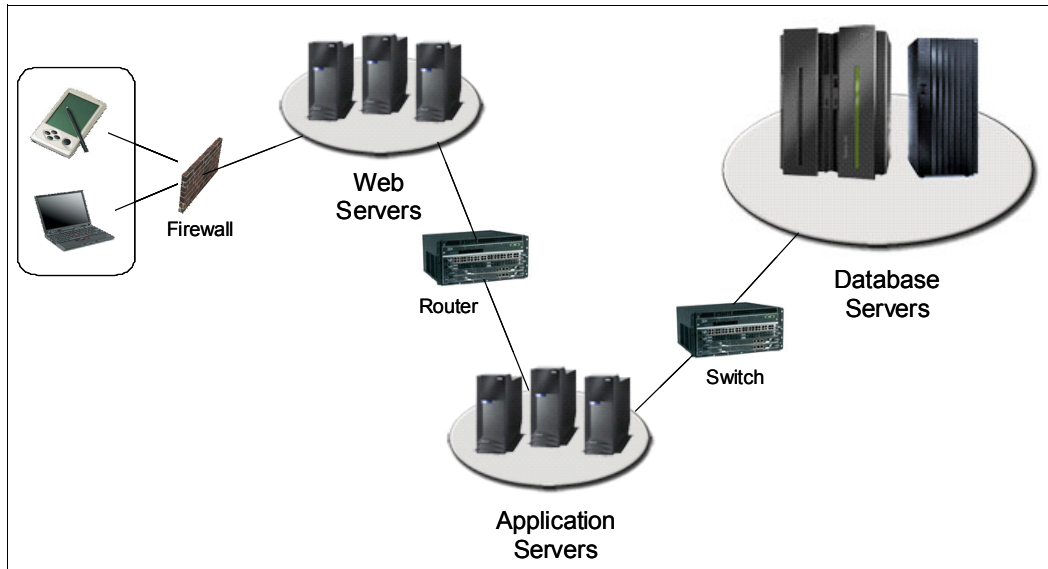 Web
Servers
Firewall
Router
Database
Servers
Switch
Application
Servers